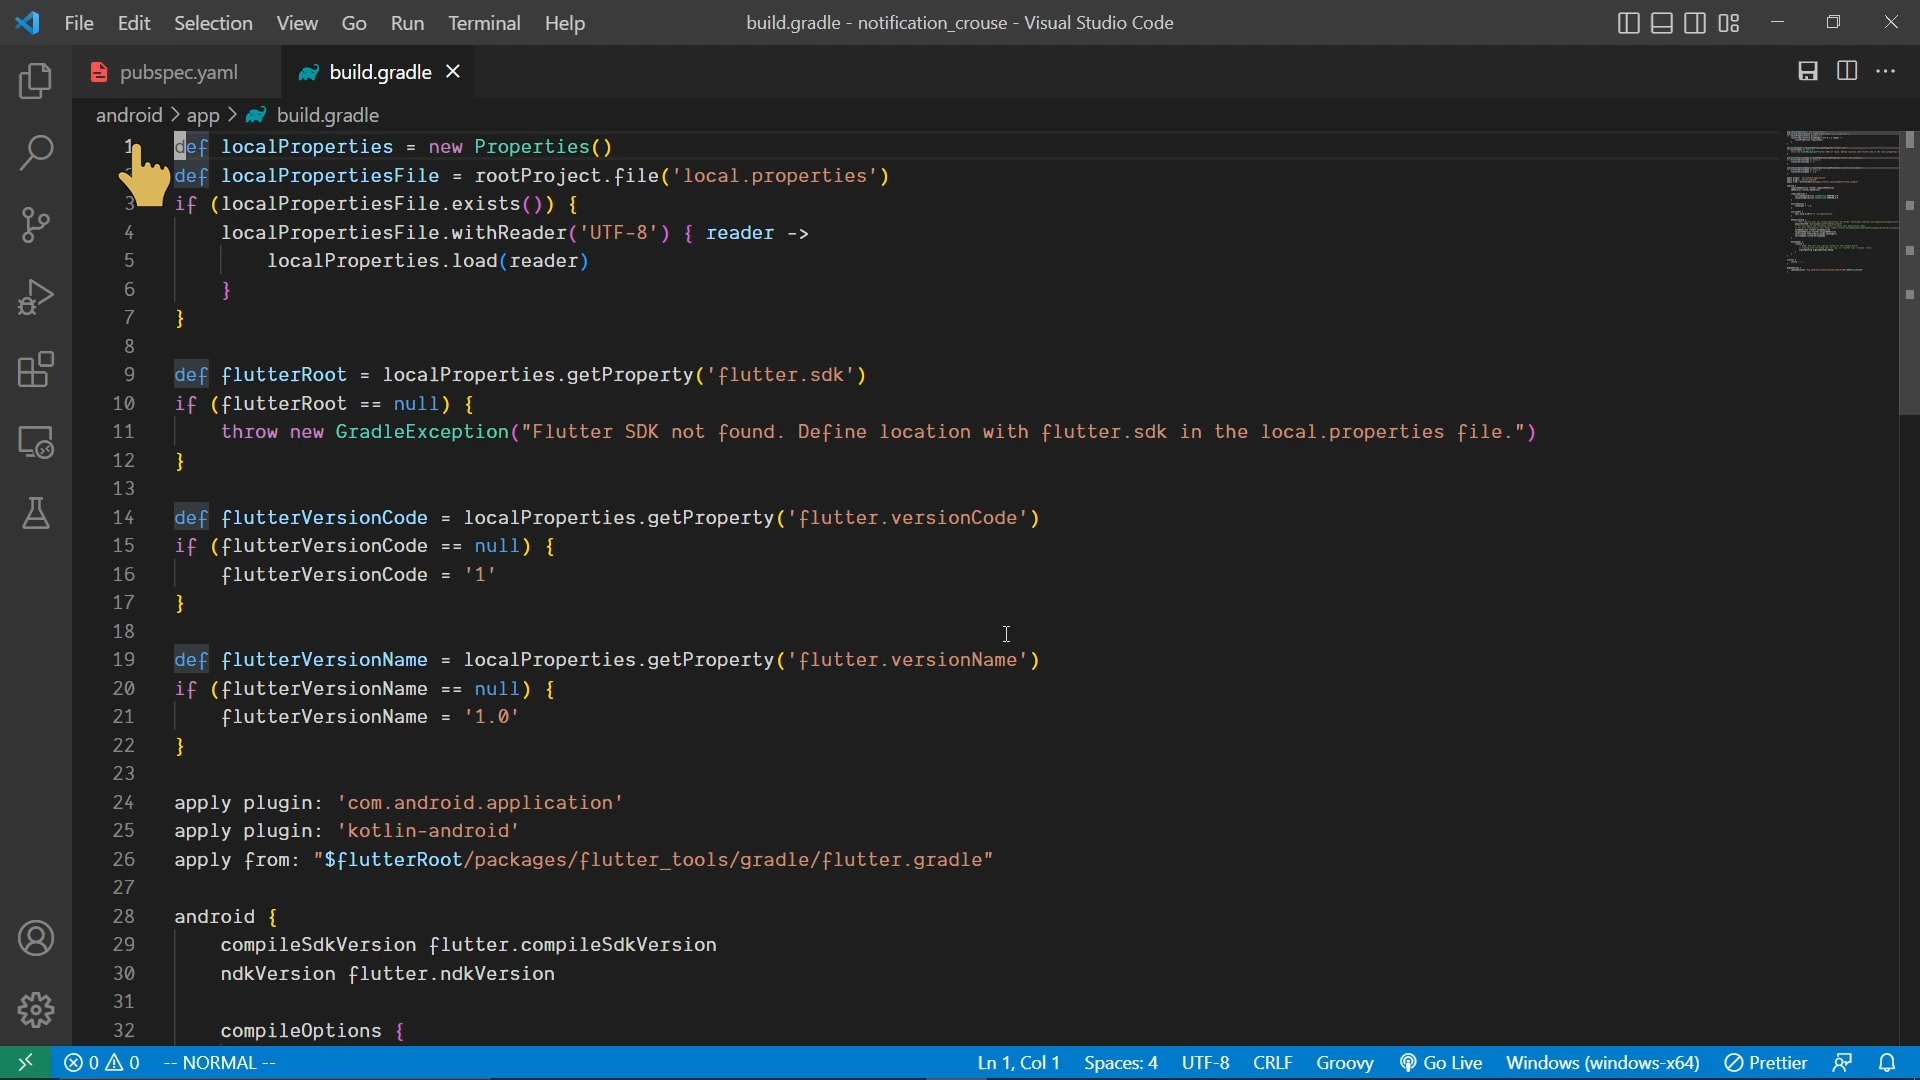 File Edit Selection View Go Run Terminal Help build.gradle - notification_crouse - Visual Studio Code
pubspec.yaml build.gradle
android > app > build.gradle
1 def localProperties = new Properties()
def localPropertiesFile = rootProject.file('local.properties')
3 if (localPropertiesFile.exists()) {
4 localPropertiesFile.withReader('UTF-8') { reader ->
5 localProperties.load(reader)
6 }
7 }
8
9 def flutterRoot = localProperties.getProperty('flutter.sdk')
10 if (flutterRoot == null) {
11 throw new GradleException("Flutter SDK not found. Define location with flutter.sdk in the local.properties file.")
12 }
13
14 def flutterVersionCode = localProperties.getProperty('flutter.versionCode')
15 if (flutterVersionCode == null) {
16 flutterVersionCode = '1'
17 }
18
19 def flutterVersionName = localProperties.getProperty('flutter.versionName')
20 if (flutterVersionName == null) {
21 flutterVersionName = '1.0'
22 }
23
24 apply plugin: 'com.android.application'
25 apply plugin: 'kotlin-android'
26 apply from: "$flutterRoot/packages/flutter_tools/gradle/flutter.gradle"
27
28 android {
29 compileSdkVersion flutter.compileSdkVersion
30 ndkVersion flutter.ndkVersion
31
32 compileOptions {
0 0 -- NORMAL -- Ln 1, Col 1 Spaces: 4 UTF-8 CRLF Groovy Go Live Windows (windows-x64) Prettier